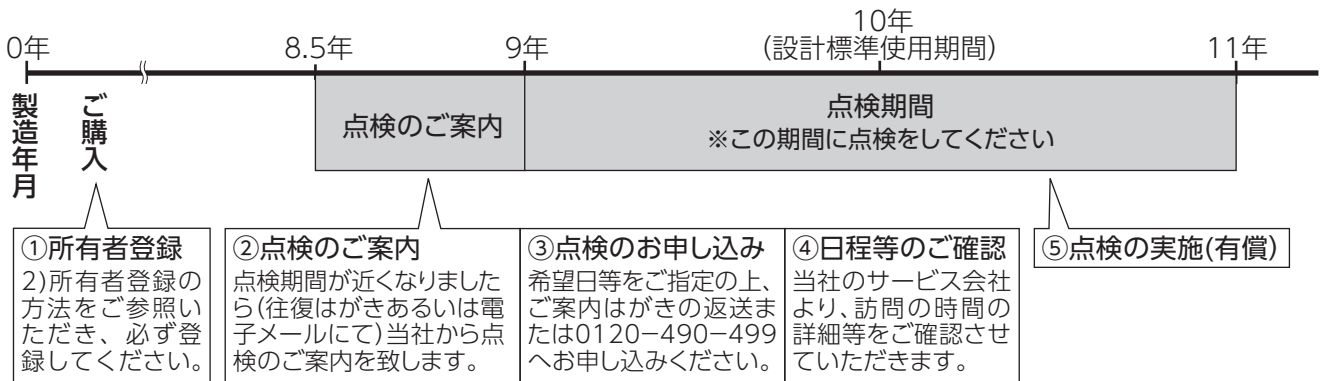 10年
0年
8.5年
9年
(設計標準使用期間)
11年
製造年月
ご購入
点検のご案内
点検期間
※この期間に点検をしてください
①所有者登録
2)所有者登録の
方法をご参照い
ただき、必ず登
録してください。
②点検のご案内
点検期間が近くなりました
ら(往復はがきあるいは電
子メールにて)当社から点
検のご案内を致します。
③点検のお申し込み
希望日等をご指定の上、
ご案内はがきの返送ま
たは0120−490−499
へお申し込みください。
④日程等のご確認
当社のサービス会社
より、訪問の時間の
詳細等をご確認させ
ていただきます。
⑤点検の実施(有償)